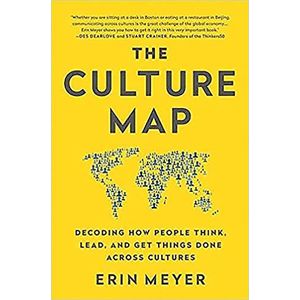 "Whether you are sitting at a desk in Boston or eating at a restaurant in Beijing,
communicating across cultures is the great challenge of the global economy....
Erin Meyer shows you how to get it right in this very important book."
—DES DEARLOVE and STUART CRAINER, Founders of the Thinkers50
THE
CULTURE
MAP
DECODING HOW PEOPLE THINK,
LEAD, AND GET THINGS DONE
ACROSS CULTURES
ERIN MEYER